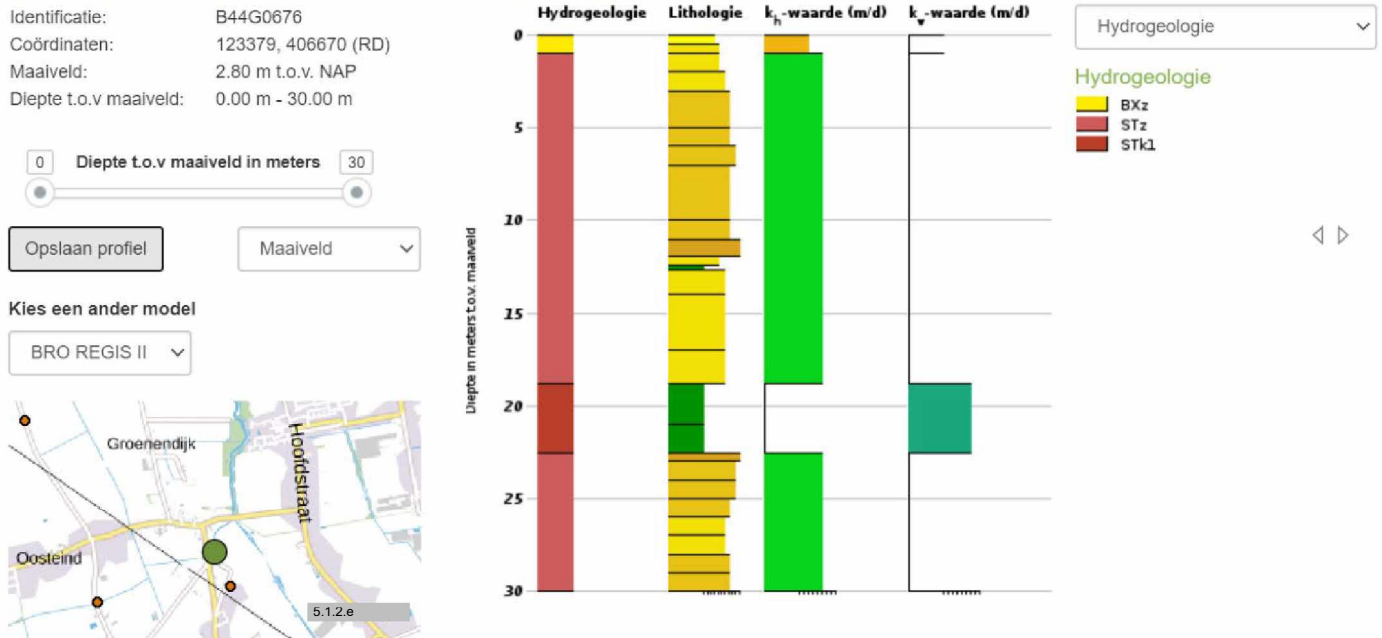 Identificatie: B44G0676
Coördinaten: 123379, 406670 (RD)
Maaiveld: 2.80 m t.o.v. NAP
Diepte t.o.v maaiveld: 0.00 m - 30.00 m
0 Diepte t.o.v maaiveld in meters 30
Opslaan profiel
Maaiveld
Kies een ander model
BRO REGIS II
Groenendijk
Hoofdstraat
Oosteind
5.1.2.e
Hydrogeologie Lithologie kh-waarde (m/d) kv-waarde (m/d)
Diepte in meters t.o.v. maaiveld
0
5
10
15
20
25
30
Hydrogeologie
Hydrogeologie
BXz
STz
STk1